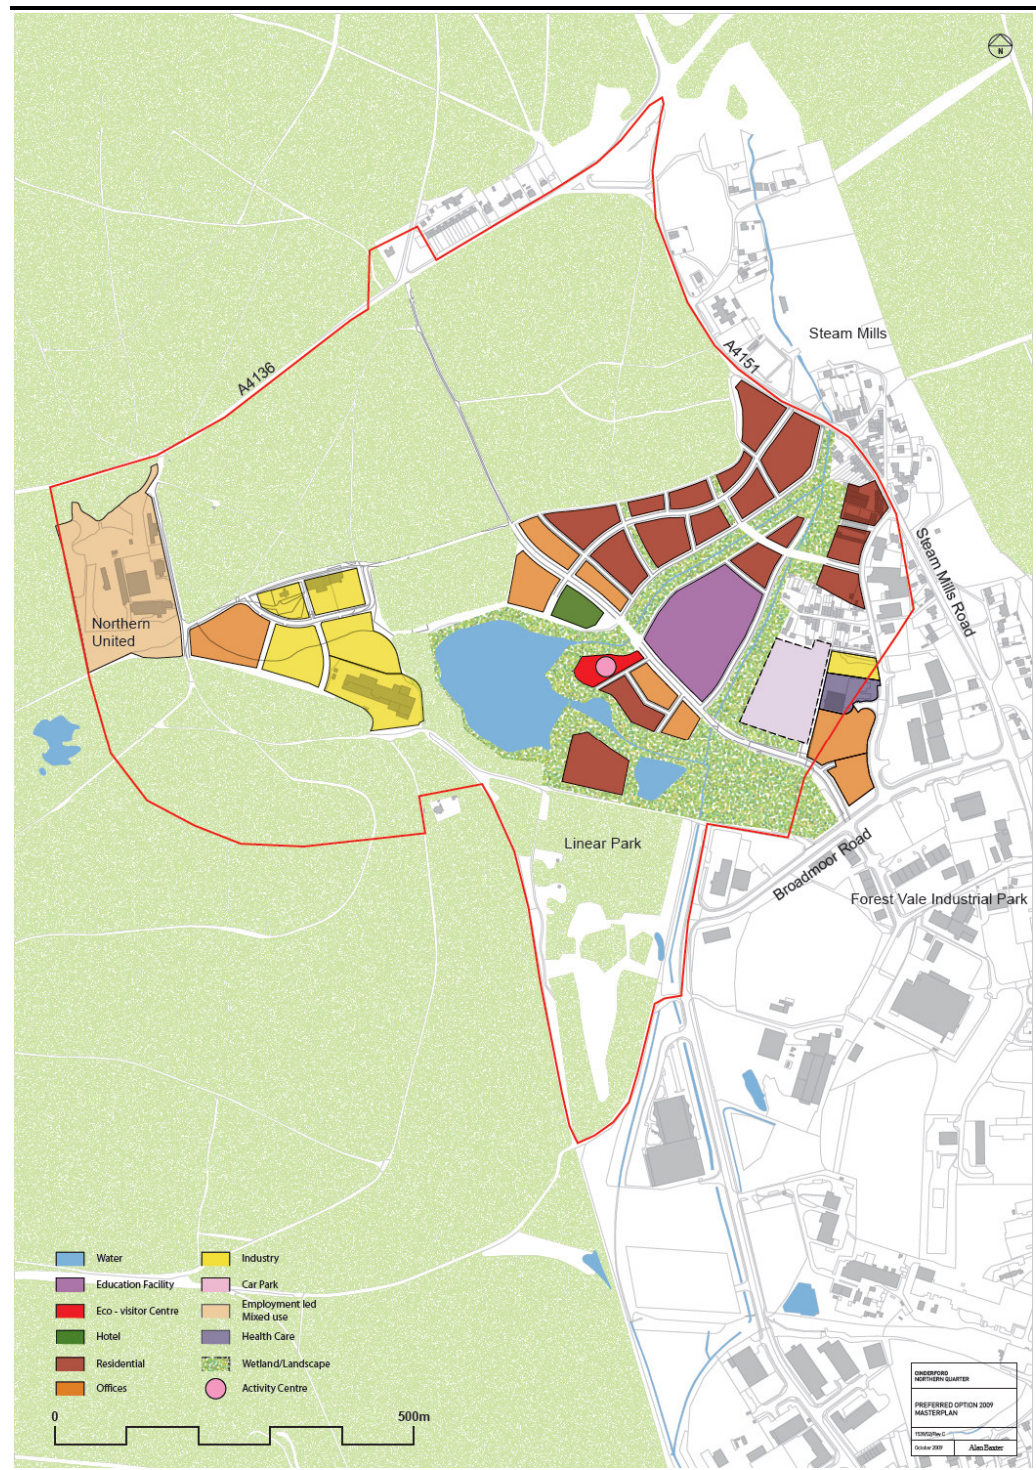 N
Steam Mills
A4151
A4136
Steam Mills Road
Northern
United
Linear Park
Broadmoor Road
Forest Vale Industrial Park
Water
Education Facility
Eco - visitor Centre
Hotel
Residential
Offices
Industry
Car Park
Employment led
Mixed use
Health Care
Wetland/Landscape
Activity Centre
0
500m
CINDERFORD
NORTHERN QUARTER
PREFERRED OPTION 2009
MASTERPLAN
October 2009
Alan Baxter